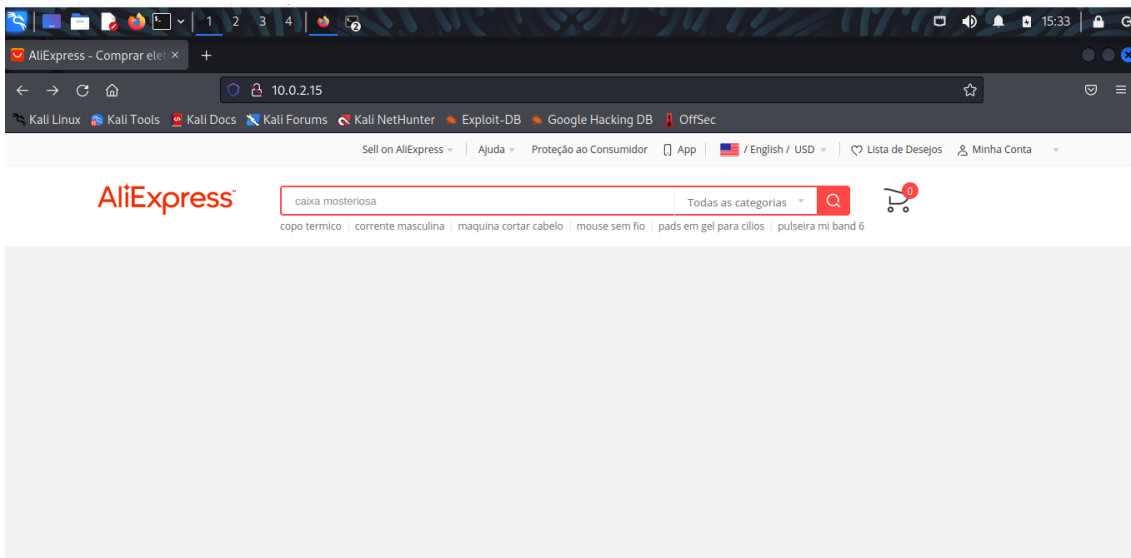 1 2 3 4 2 15:33 G
AliExpress - Comprar elet
10.0.2.15
Kali Linux Kali Tools Kali Docs Kali Forums Kali NetHunter Exploit-DB Google Hacking DB OffSec
Sell on AliExpress Ajuda Proteção ao Consumidor App / English / USD Lista de Desejos Minha Conta
AliExpress™ caixa mosteriosa Todas as categorias 0
copo termico corrente masculina maquina cortar cabelo mouse sem fio pads em gel para cilios pulseira mi band 6